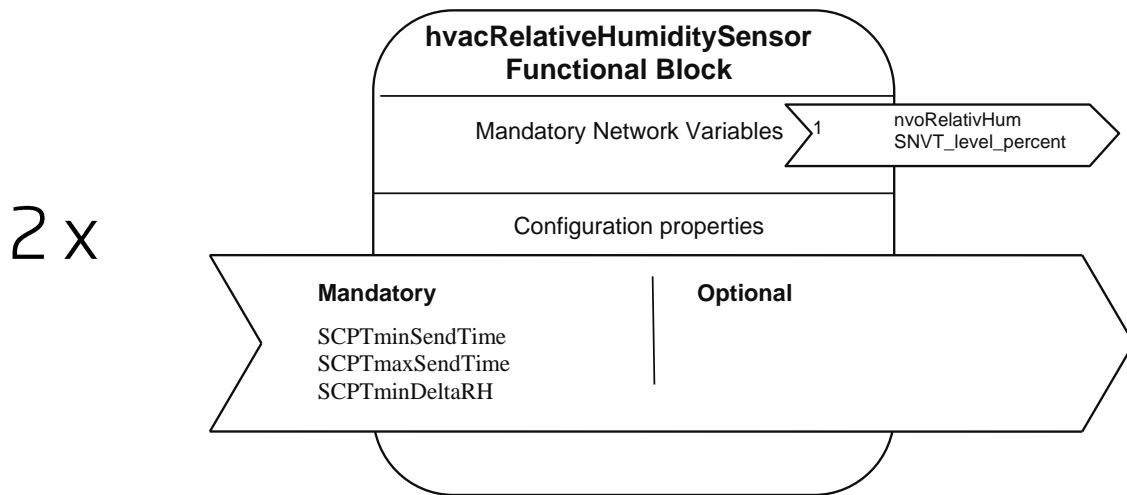 hvacRelativeHumiditySensor
Functional Block
Mandatory Network Variables
1
nvoRelativHum
SNVT_level_percent
2 x
Configuration properties
Mandatory
Optional
SCPTminSendTime
SCPTmaxSendTime
SCPTminDeltaRH